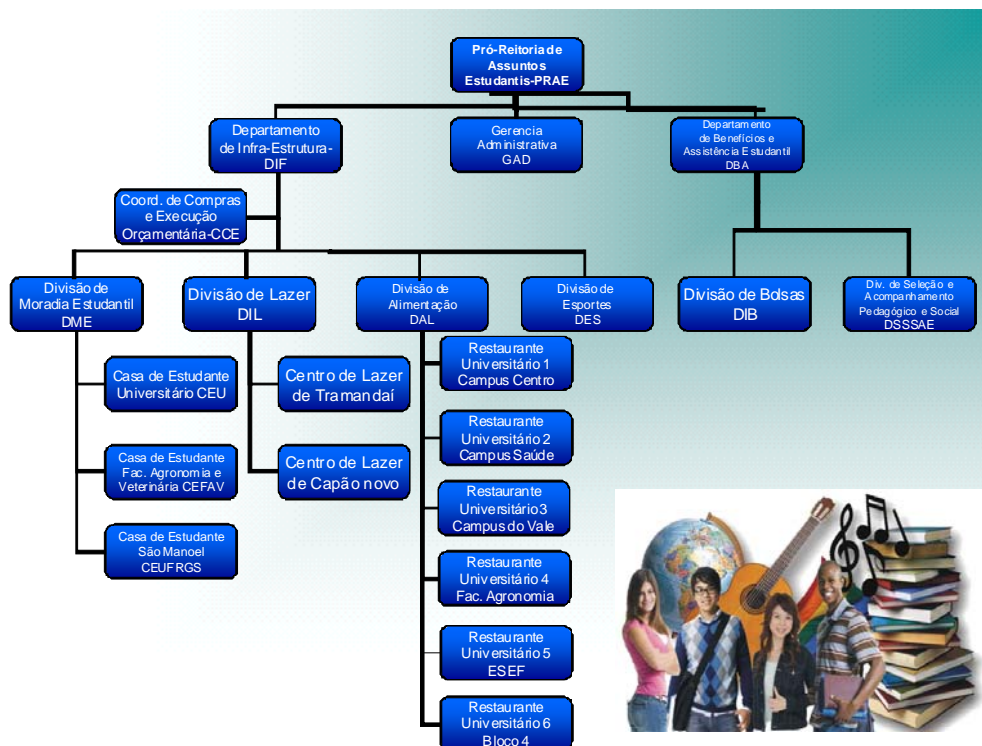 Pró-Reitoria de
Assuntos
Estudantis-PRAE
Departamento
de Infra-Estrutura-
DIF
Gerencia
Administrativa
GAD
Departamento
de Benefícios e
Assistência Estudantil
DBA
Coord. de Compras
e Execução
Orçamentária-CCE
Divisão de
Moradia Estudantil
DME
Divisão de Lazer
DIL
Divisão de
Alimentação
DAL
Divisão de
Esportes
DES
Divisão de Bolsas
DIB
Div. de Seleção e
Acompanhamento
Pedagógico e Social
DSSSAE
Casa de Estudante
Universitário CEU
Casa de Estudante
Fac. Agronomia e
Veterinária CEFAV
Casa de Estudante
São Manoel
CEUFRGS
Centro de Lazer
de Tramandaí
Centro de Lazer
de Capão novo
Restaurante
Universitário 1
Campus Centro
Restaurante
Universitário 2
Campus Saúde
Restaurante
Universitário3
Campus do Vale
Restaurante
Universitário 4
Fac. Agronomia
Restaurante
Universitário 5
ESEF
Restaurante
Universitário 6
Bloco 4